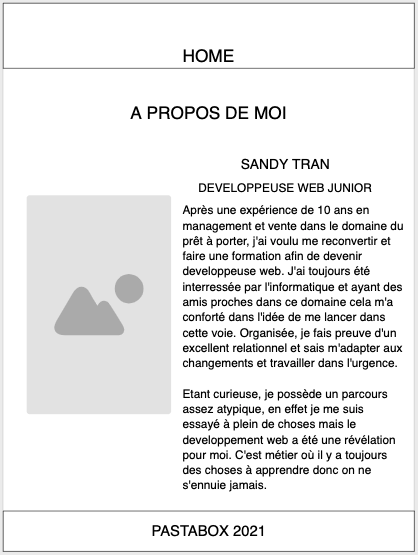 HOME
A PROPOS DE MOI
SANDY TRAN
DEVELOPPEUSE WEB JUNIOR
Après une expérience de 10 ans en
management et vente dans le domaine du
prêt à porter, j'ai voulu me reconvertir et
faire une formation afin de devenir
developpeuse web. J'ai toujours été
interressée par l'informatique et ayant des
amis proches dans ce domaine cela m'a
conforté dans l'idée de me lancer dans
cette voie. Organisée, je fais preuve d'un
excellent relationnel et sais m'adapter aux
changements et travailler dans l'urgence.
Etant curieuse, je possède un parcours
assez atypique, en effet je me suis
essayé à plein de choses mais le
developpement web a été une révélation
pour moi. C'est métier où il y a toujours
des choses à apprendre donc on ne
s'ennuie jamais.
PASTABOX 2021